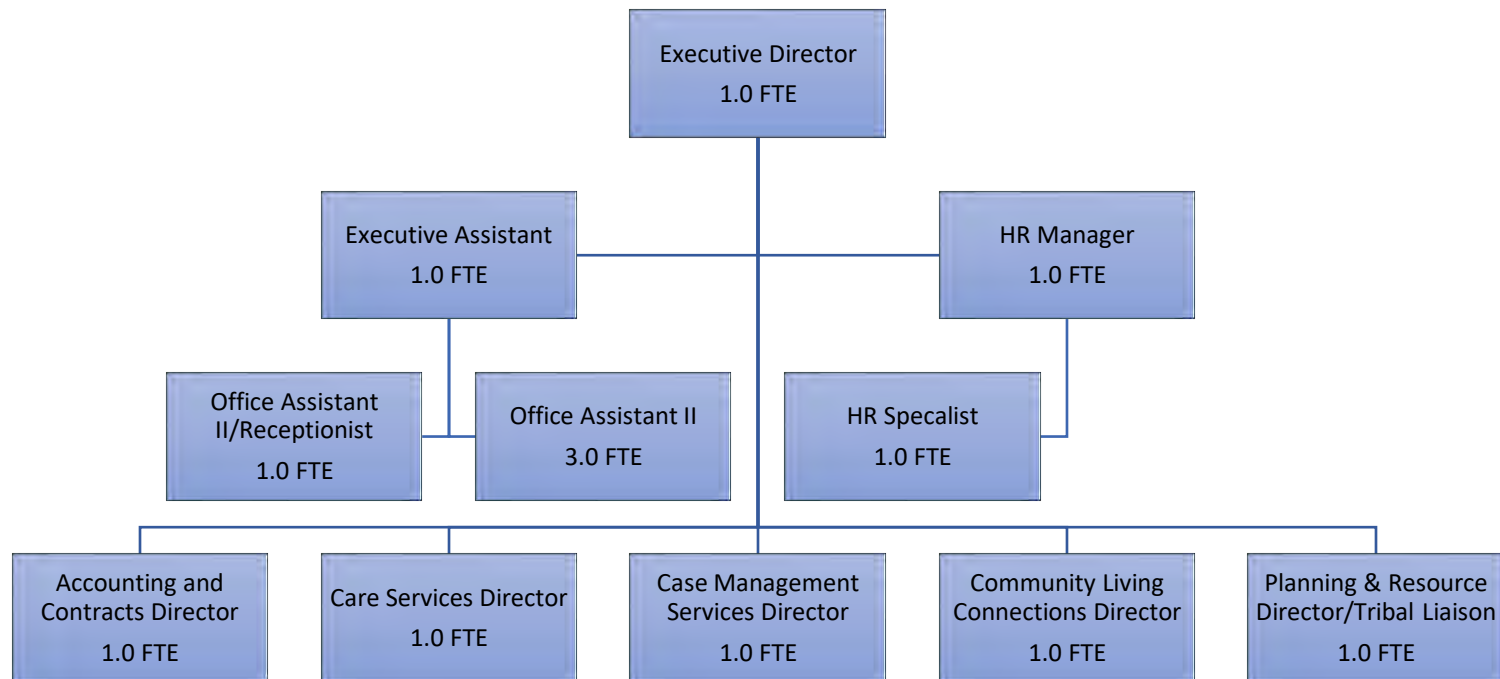 Executive Director
1.0 FTE
Executive Assistant
1.0 FTE
HR Manager
1.0 FTE
Office Assistant
II/Receptionist
1.0 FTE
Office Assistant II
3.0 FTE
HR Specalist
1.0 FTE
Accounting and
Contracts Director
1.0 FTE
Care Services Director
1.0 FTE
Case Management
Services Director
1.0 FTE
Community Living
Connections Director
1.0 FTE
Planning & Resource
Director/Tribal Liaison
1.0 FTE